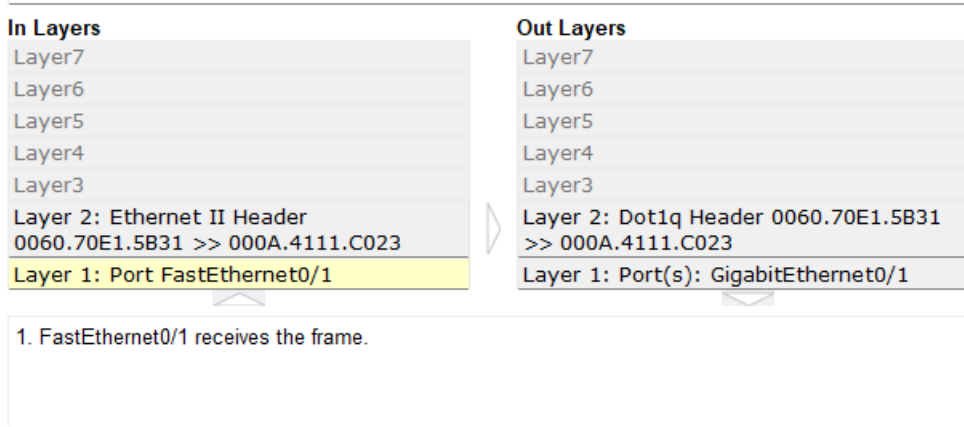 In Layers
Layer7
Layer6
Layer5
Layer4
Layer3
Layer 2: Ethernet II Header
0060.70E1.5B31 >> 000A.4111.C023
Layer 1: Port FastEthernet0/1
Out Layers
Layer7
Layer6
Layer5
Layer4
Layer3
Layer 2: Dot1q Header 0060.70E1.5B31
>> 000A.4111.C023
Layer 1: Port(s): GigabitEthernet0/1
1. FastEthernet0/1 receives the frame.